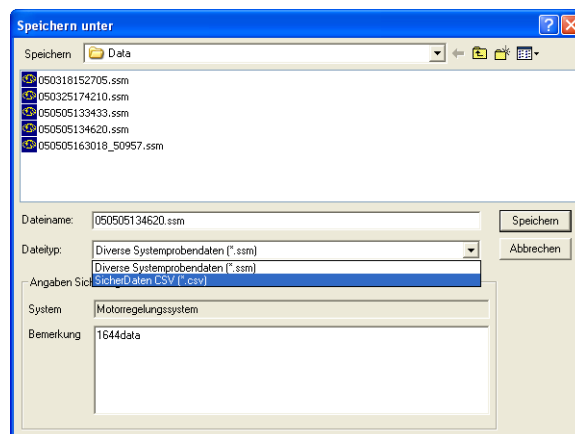 Speichern unter
Speichern Data
050318152705.ssm
050325174210.ssm
050505133433.ssm
050505134620.ssm
050505163018_50957.ssm
Dateiname: 050505134620.ssm Speichern
Dateityp: Diverse Systemprobendaten (*.ssm) Abbrechen
Diverse Systemprobendaten (*.ssm)
SicherDaten CSV (*.csv)
Angaben Sic
System Motorregelungssystem
Bemerkung 1644data